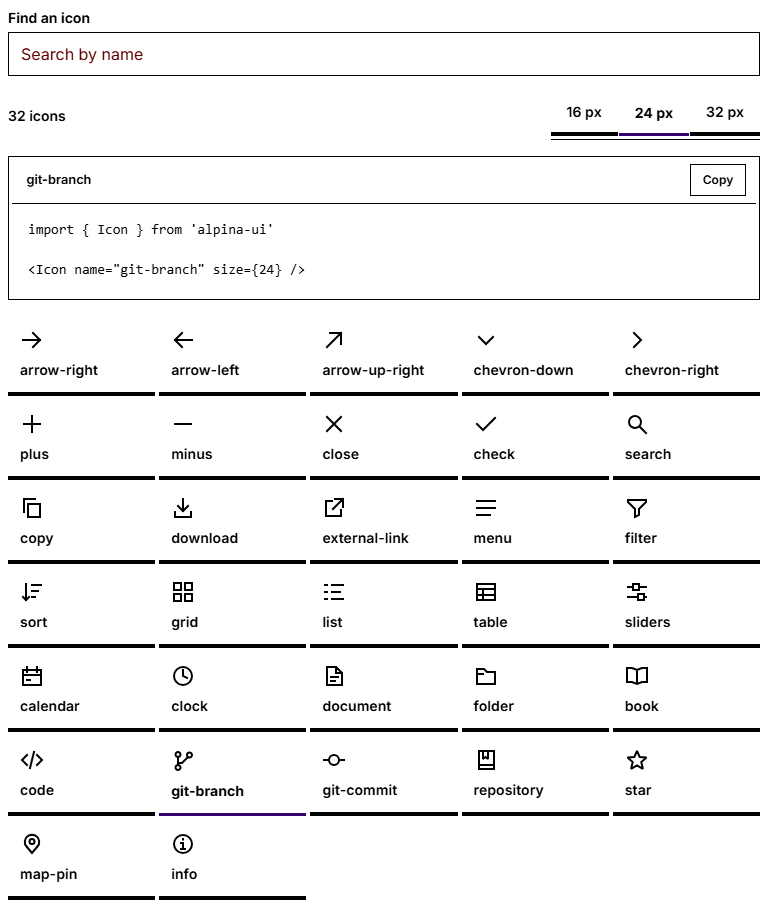 Find an icon
Search by name
32 icons
16 px 24 px 32 px
git-branch
Copy
import { Icon } from 'alpina-ui'
<Icon name="git-branch" size={24} />
arrow-right arrow-left arrow-up-right chevron-down chevron-right
plus minus close check search
copy download external-link menu filter
sort grid list table sliders
calendar clock document folder book
code git-branch git-commit repository star
map-pin info